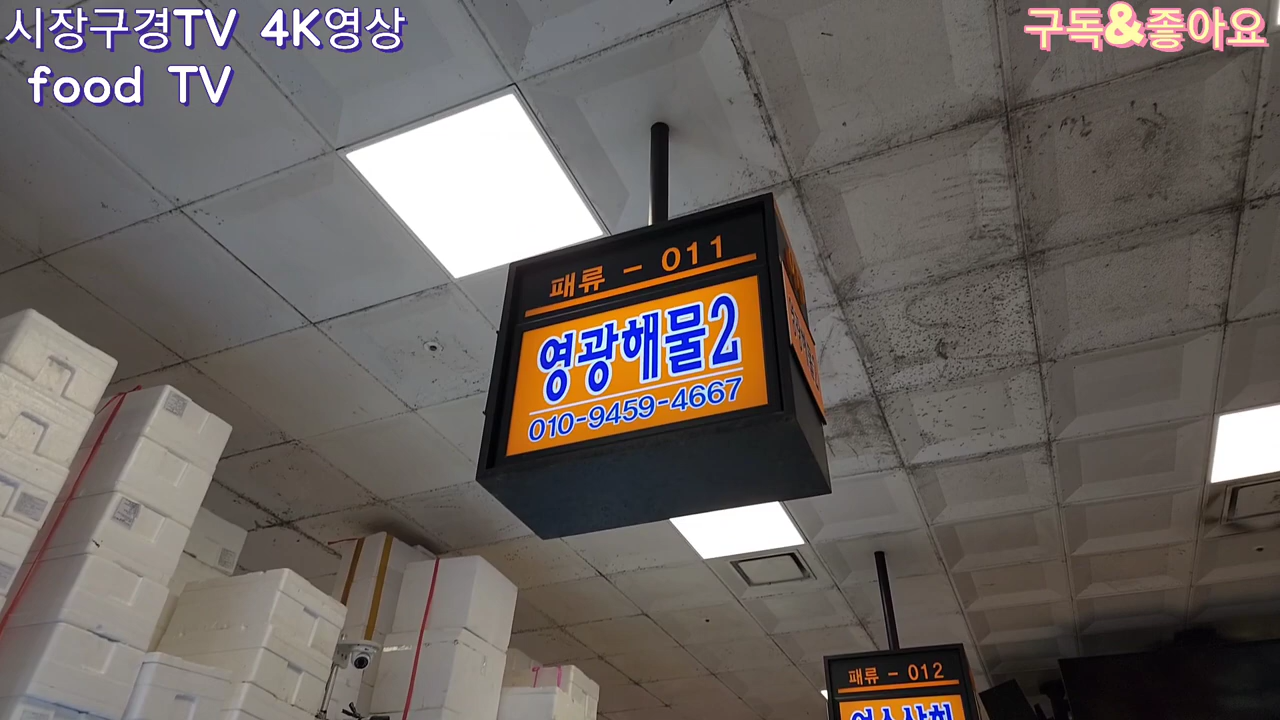 시장구경TV 4K영상
food TV
구독&좋아요
패류 - 011
영광해물2
010-9459-4667
패류 - 012